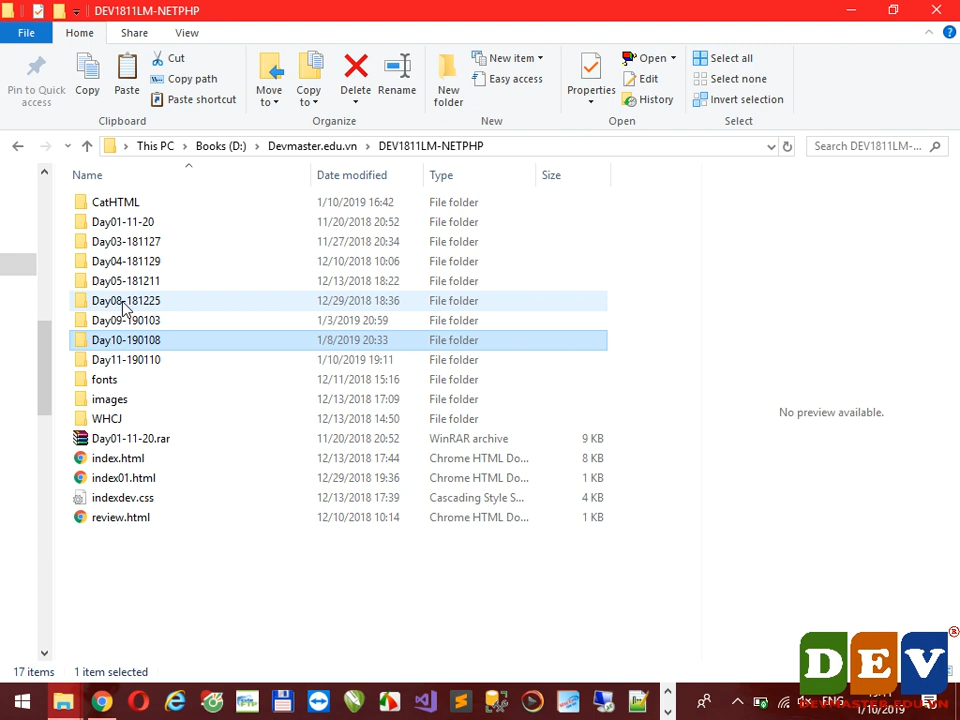 DEV1811LM-NETPHP
File Home Share View
Pin to Quick access
Copy
Paste
Cut
Copy path
Paste shortcut
Move to
Copy to
Delete
Rename
New folder
New item
Easy access
Properties
Open
Edit
History
Select all
Select none
Invert selection
Clipboard Organize New Open Select
This PC Books (D:) Devmaster.edu.vn DEV1811LM-NETPHP Search DEV1811LM-...
Name Date modified Type Size
CatHTML 1/10/2019 16:42 File folder
Day01-11-20 11/20/2018 20:52 File folder
Day03-181127 11/27/2018 20:34 File folder
Day04-181129 12/10/2018 10:06 File folder
Day05-181211 12/13/2018 18:22 File folder
Day08-181225 12/29/2018 18:36 File folder
Day09-190103 1/3/2019 20:59 File folder
Day10-190108 1/8/2019 20:33 File folder
Day11-190110 1/10/2019 19:11 File folder
fonts 12/11/2018 15:16 File folder
images 12/13/2018 17:09 File folder
WHCJ 12/13/2018 14:50 File folder
Day01-11-20.rar 11/20/2018 20:52 WinRAR archive 9 KB
index.html 12/13/2018 17:44 Chrome HTML Do... 8 KB
index01.html 12/29/2018 19:36 Chrome HTML Do... 1 KB
indexdev.css 12/13/2018 17:39 Cascading Style S... 4 KB
review.html 12/10/2018 10:14 Chrome HTML Do... 1 KB
No preview available.
17 items 1 item selected
DEV ®
ENG
DEVMASTER.EDU.VN
1/10/2019